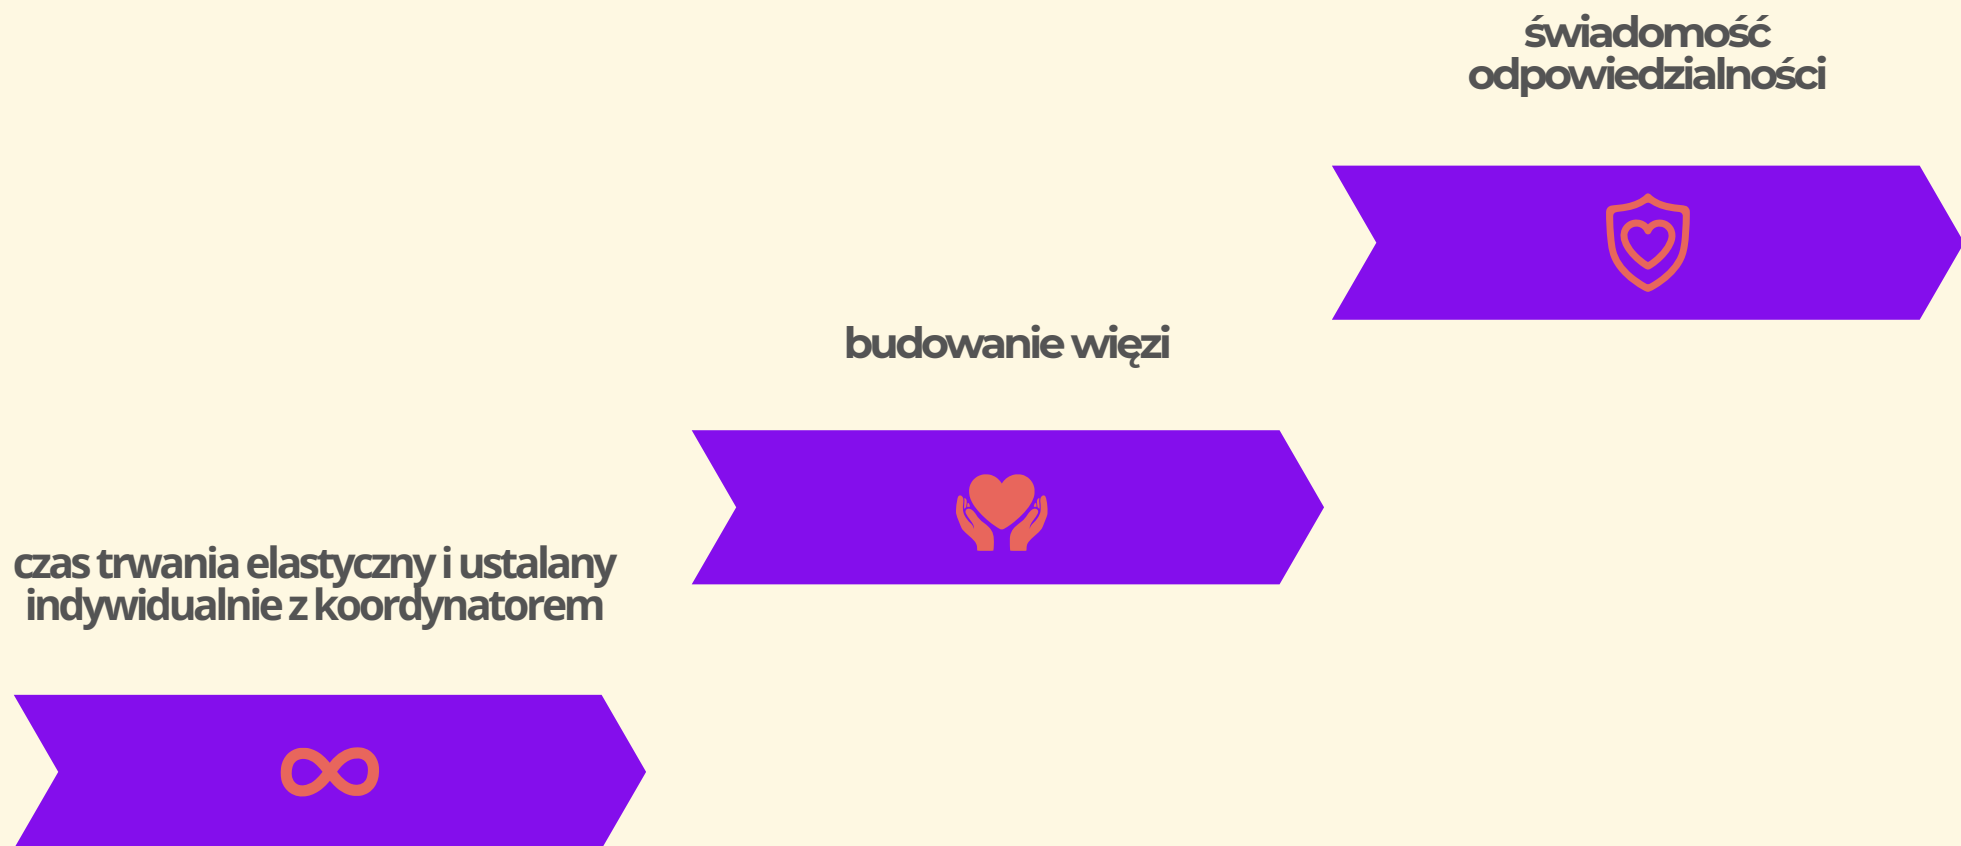 świadomość
odpowiedzialności
budowanie więzi
czas trwania elastyczny i ustalany
indywidualnie z koordynatorem